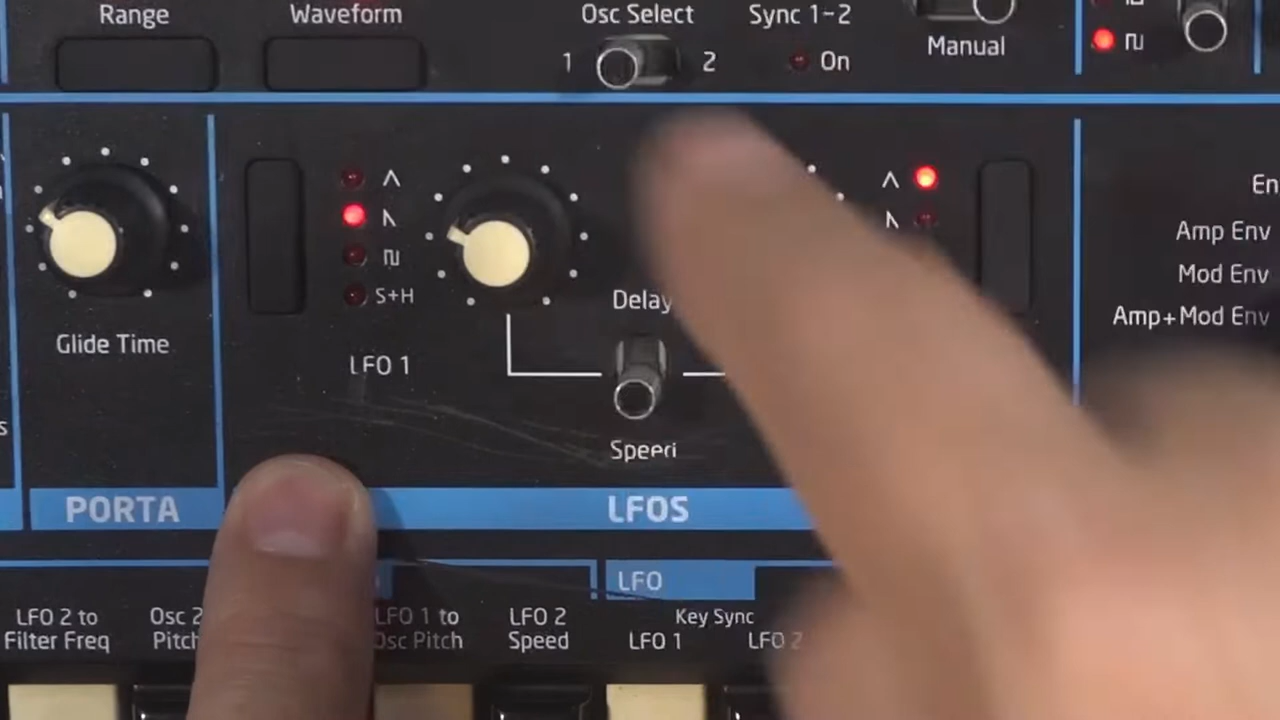 Range
Waveform
Osc Select
Sync 1-2
1
2
On
Manual
S+H
Glide Time
LFO 1
Delay
Speed
En
Amp Env
Mod Env
Amp+Mod Env
s
PORTA
LFOS
LFO
LFO 2 to
Filter Freq
Osc 2
Pitch
LFO 1 to
Osc Pitch
LFO 2
Speed
Key Sync
LFO 1
LFO 2